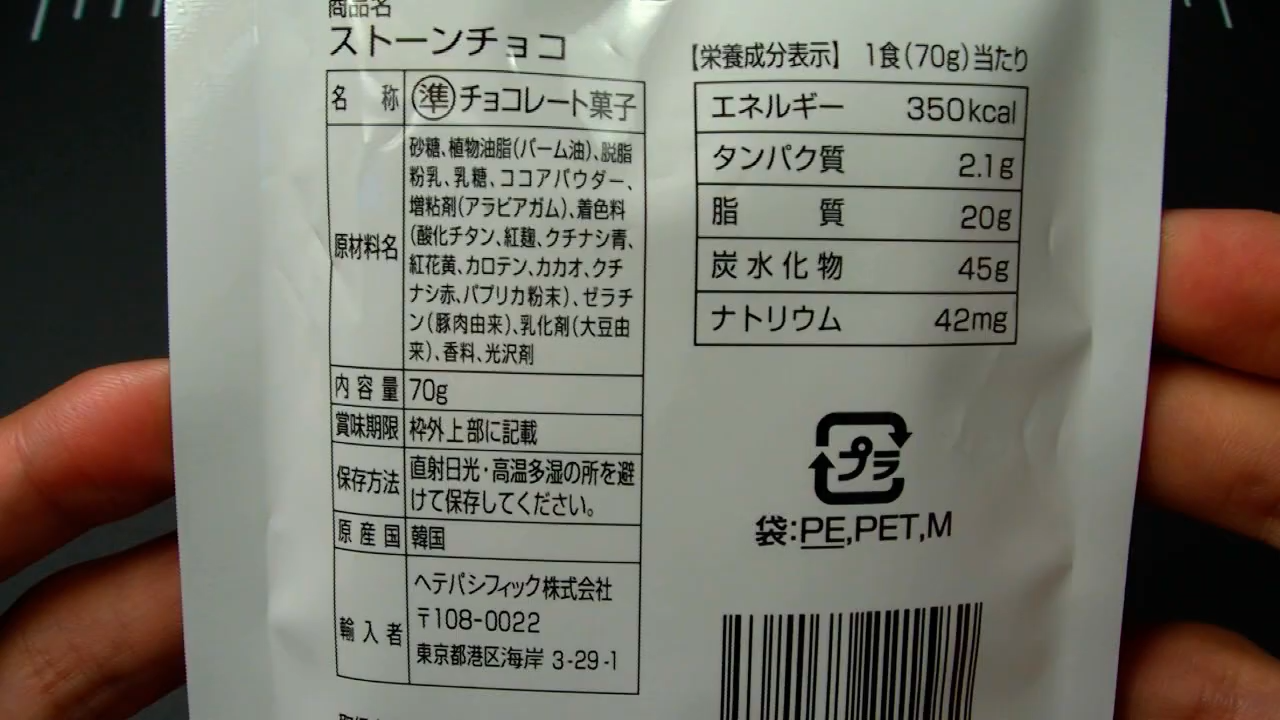 商品名
ストーンチョコ
名称 準チョコレート菓子
原材料名
砂糖、植物油脂(パーム油)、脱脂
粉乳、乳糖、ココアパウダー、
増粘剤(アラビアガム)、着色料
(酸化チタン、紅麹、クチナシ青、
紅花黄、カロテン、カカオ、クチ
ナシ赤、パプリカ粉末)、ゼラチ
ン(豚肉由来)、乳化剤(大豆由
来)、香料、光沢剤
内容量 70g
賞味期限 枠外上部に記載
保存方法
直射日光・高温多湿の所を避
けて保存してください。
原産国 韓国
輸入者
ヘテパシフィック株式会社
〒108-0022
東京都港区海岸 3-29-1
【栄養成分表示】 1食(70g)当たり
エネルギー 350kcal
タンパク質 2.1g
脂質 20g
炭水化物 45g
ナトリウム 42mg
プラ
袋:PE,PET,M